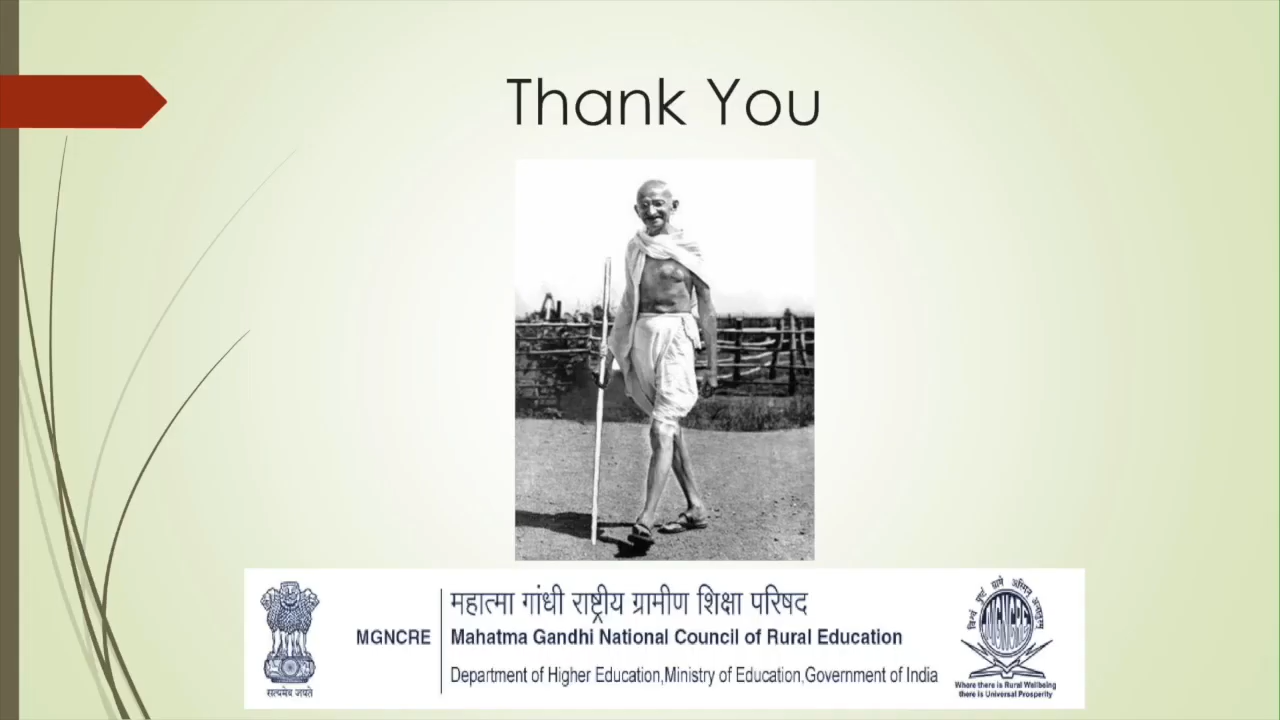 Thank You
महात्मा गांधी राष्ट्रीय ग्रामीण शिक्षा परिषद
MGNCRE
Mahatma Gandhi National Council of Rural Education
Department of Higher Education,Ministry of Education,Government of India
सत्यमेव जयते
MGNCRE
Where there is Rural Wellbeing
there is Universal Prosperity